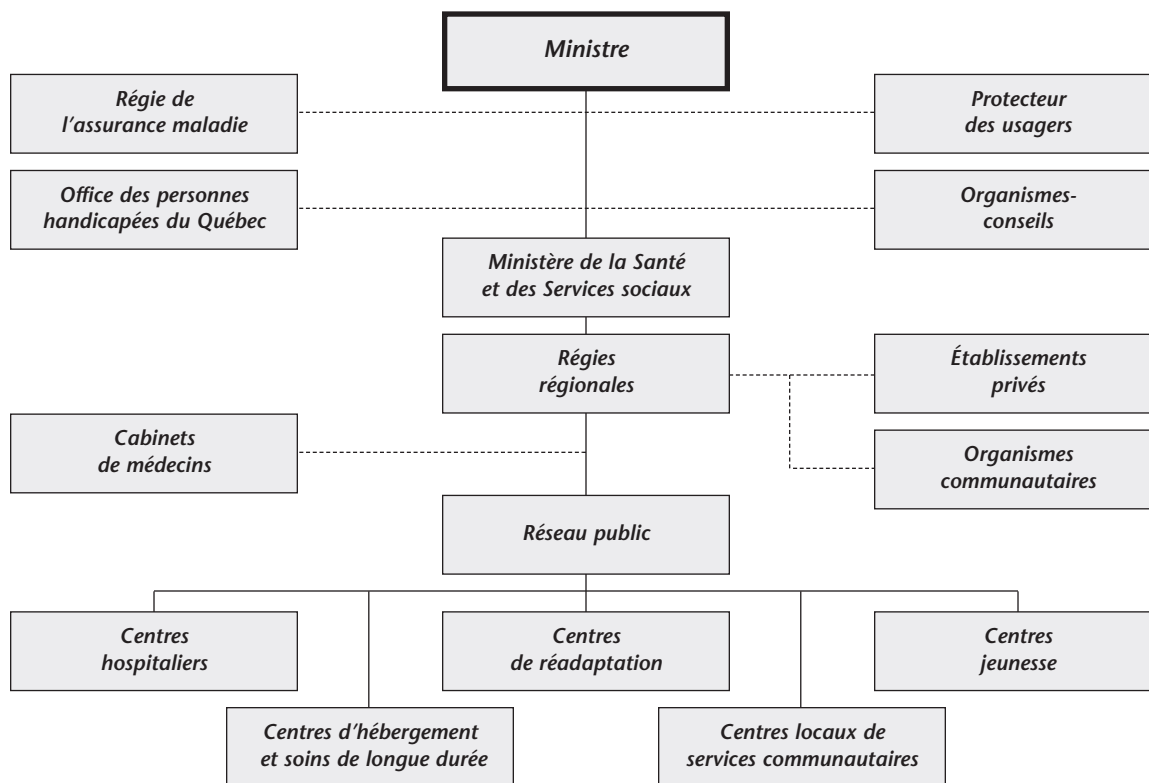 Ministre
Régie de
l'assurance maladie
Protecteur
des usagers
Office des personnes
handicapées du Québec
Organismes-
conseils
Ministère de la Santé
et des Services sociaux
Régies
régionales
Établissements
privés
Cabinets
de médecins
Organismes
communautaires
Réseau public
Centres
hospitaliers
Centres
de réadaptation
Centres
jeunesse
Centres d'hébergement
et soins de longue durée
Centres locaux de
services communautaires